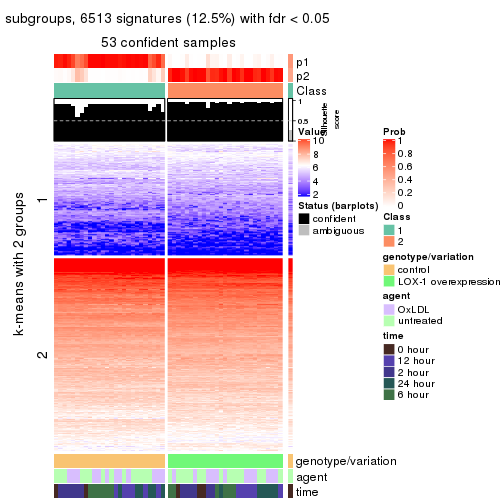 subgroups, 6513 signatures (12.5%) with fdr < 0.05
53 confident samples
p1
p2
Class
1
0.5
Silhouette
score
k-means with 2 groups
1
2
Value
10
8
6
4
2
Status (barplots)
confident
ambiguous
Prob
1
0.8
0.6
0.4
0.2
0
Class
1
2
genotype/variation
control
LOX-1 overexpression
agent
OxLDL
untreated
time
0 hour
12 hour
2 hour
24 hour
6 hour
genotype/variation
agent
time